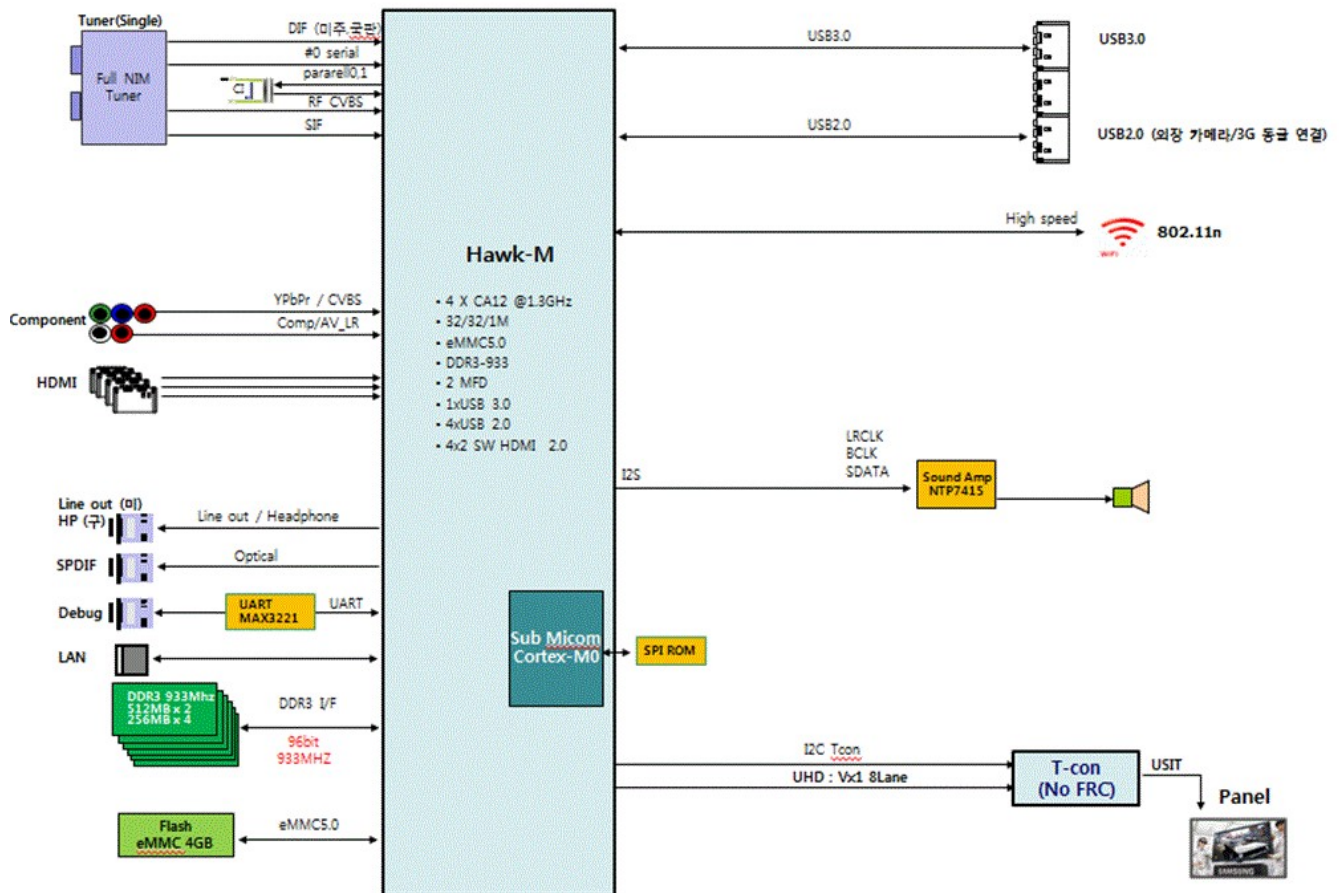 Tuner(Single)
Full NIM
Tuner
DIF (미주.국판)
#0 serial
pararell0,1
CI
RF CVBS
SIF
Component
YPbPr / CVBS
Comp/AV_LR
HDMI
Line out (미)
HP (구)
Line out / Headphone
SPDIF
Optical
Debug
UART
MAX3221
UART
LAN
DDR3 933Mhz
512MB x 2
256MB x 4
DDR3 I/F
96bit
933MHZ
Flash
eMMC 4GB
eMMC5.0
Hawk-M
• 4 X CA12 @1.3GHz
• 32/32/1M
• eMMC5.0
• DDR3-933
• 2 MFD
• 1xUSB 3.0
• 4xUSB 2.0
• 4x2 SW HDMI 2.0
Sub Micom
Cortex-M0
SPI ROM
USB3.0
USB3.0
USB2.0
USB2.0 (외장 카메라/3G 동글 연결)
High speed
WiFi
802.11n
I2S
LRCLK
BCLK
SDATA
Sound Amp
NTP7415
I2C Tcon
UHD : Vx1 8Lane
T-con
(No FRC)
USIT
Panel
SAMSUNG